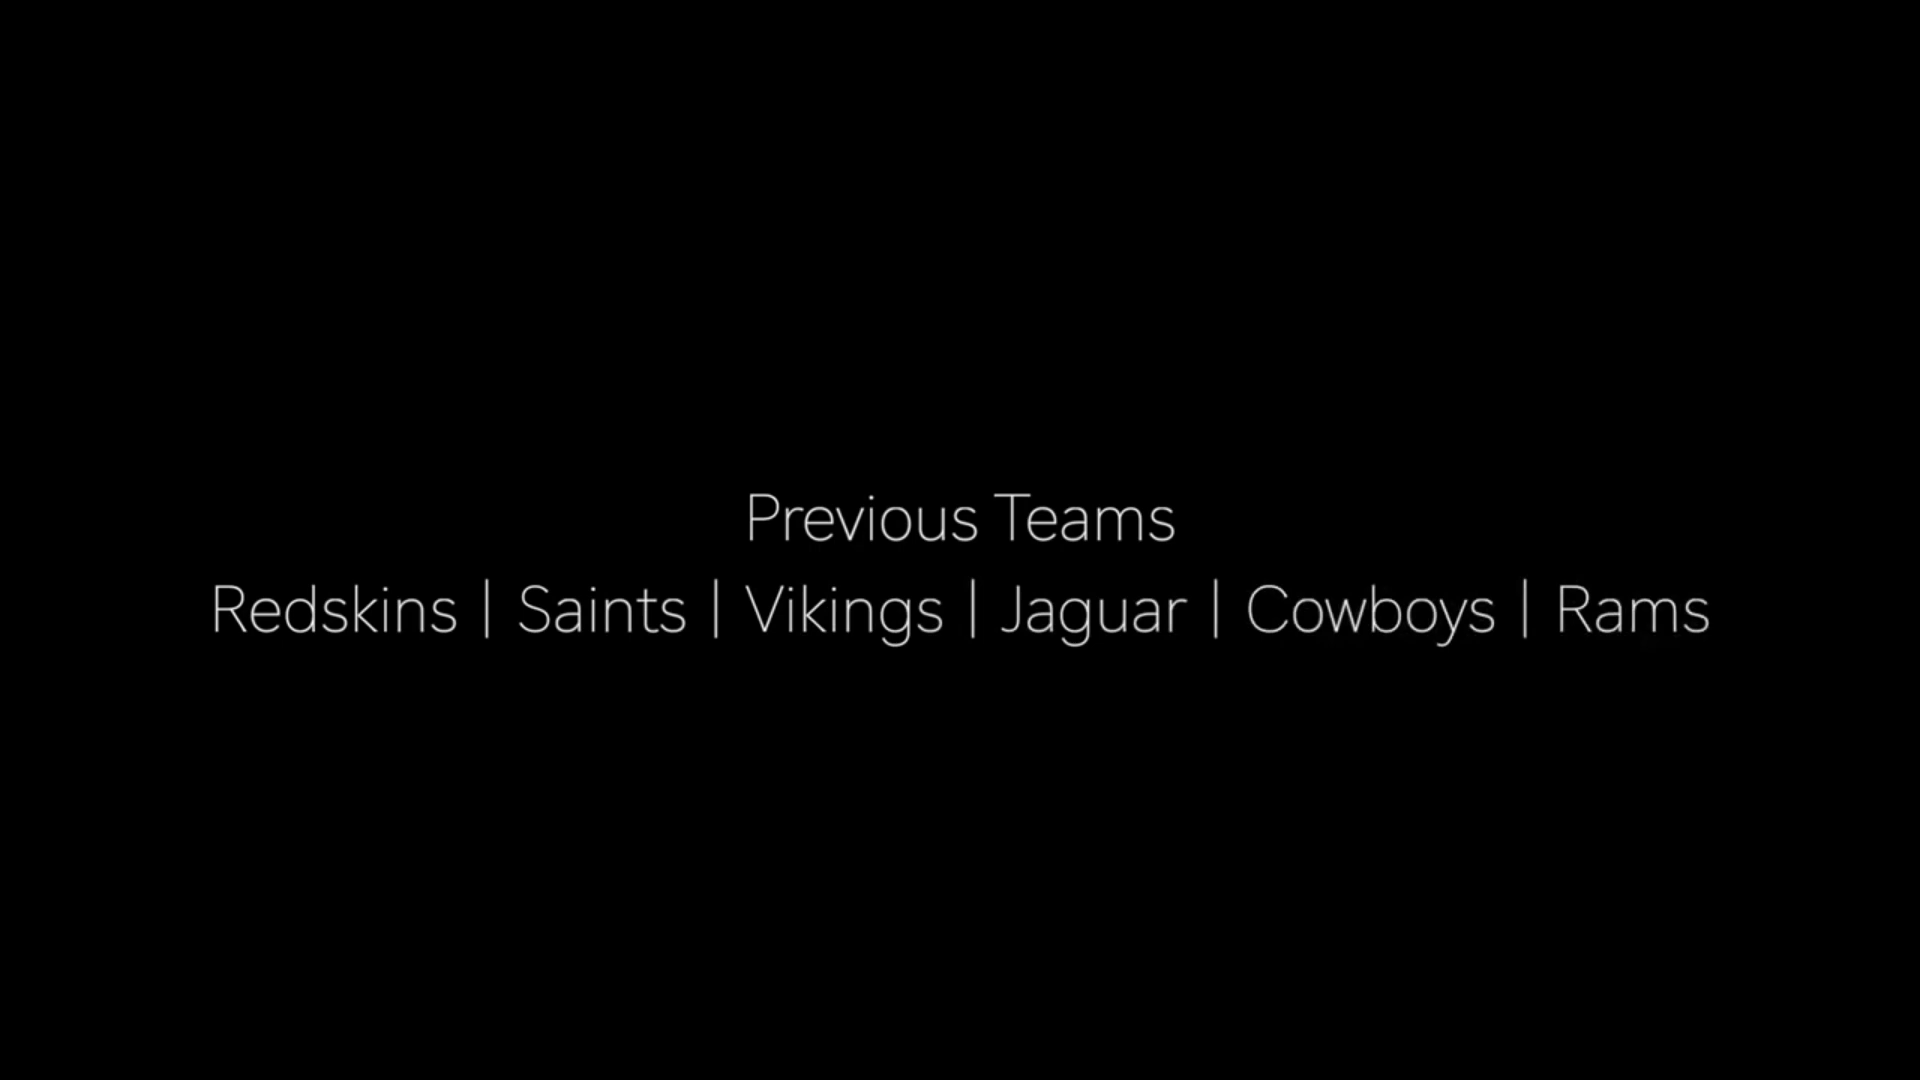 Previous Teams
Redskins | Saints | Vikings | Jaguar | Cowboys | Rams